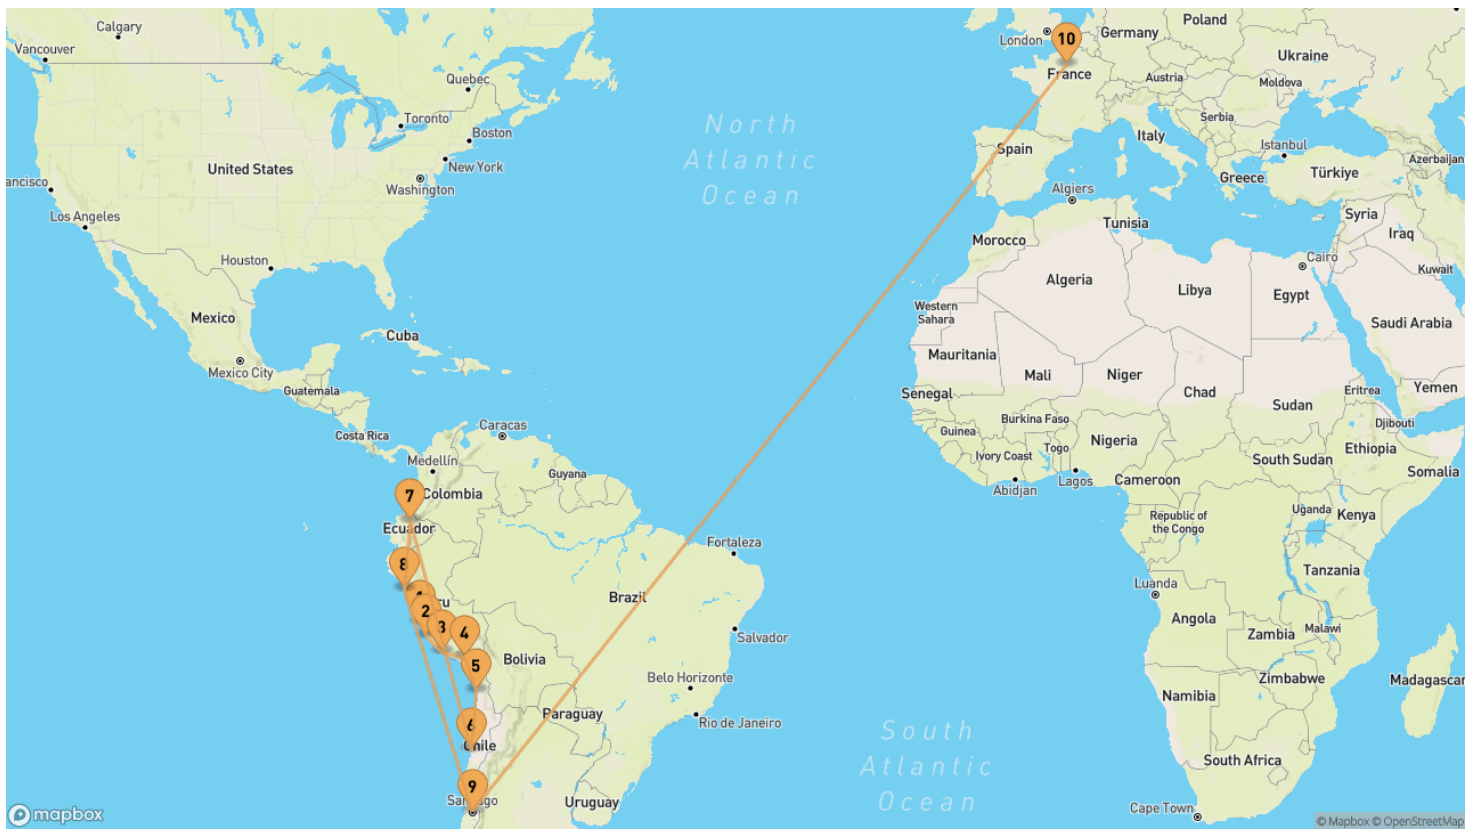 Calgary
Vancouver
Quebec
Toronto
Boston
New York
United States
Washington
ancisco
Los Angeles
Houston
Mexico
Cuba
Mexico City
Guatemala
Costa Rica
Caracas
Medellín
Guyana
Colombia
7
Ecuador
8
2
3
4
5
6
Chile
9
Bolivia
Brazil
Fortaleza
Salvador
Belo Horizonte
Rio de Janeiro
Paraguay
Uruguay
North
Atlantic
Ocean
South
Atlantic
Ocean
London
10
Germany
Poland
Ukraine
France
Austria
Moldova
Serbia
Italy
Spain
Istanbul
Greece
Türkiye
Azerbaijan
Algiers
Tunisia
Syria
Iraq
Morocco
Cairo
Kuwait
Algeria
Libya
Egypt
Western
Sahara
Saudi Arabia
Mauritania
Mali
Niger
Chad
Sudan
Eritrea
Yemen
Senegal
Burkina Faso
Djibouti
Guinea
Togo
Nigeria
Ethiopia
Ivory Coast
South Sudan
Somalia
Abidjan
Lagos
Cameroon
Republic of
the Congo
Uganda
Kenya
Tanzania
Luanda
Angola
Zambia
Malawi
Zimbabwe
Namibia
Madagascar
South Africa
Cape Town
mapbox
© Mapbox © OpenStreetMap